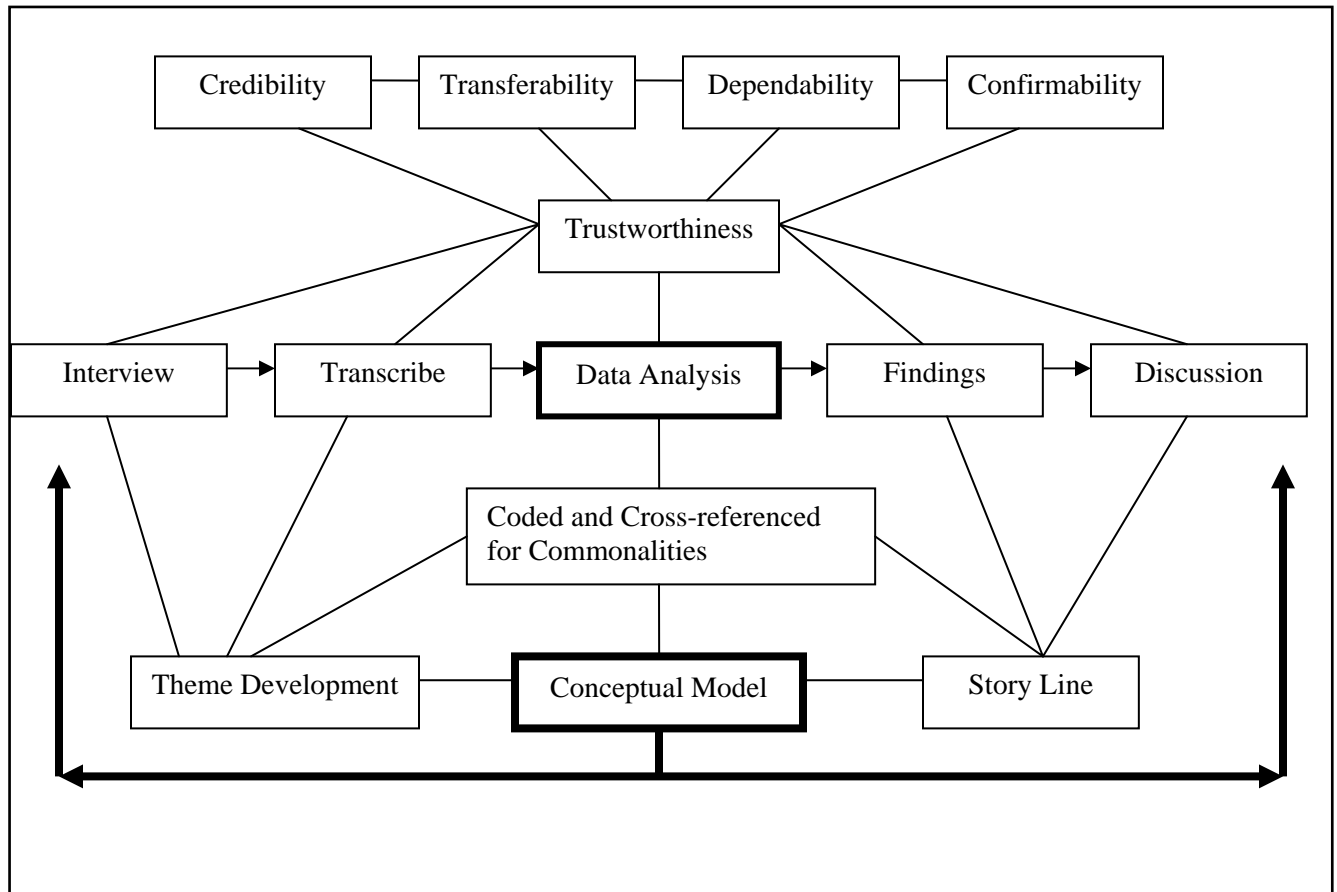 Credibility
Transferability
Dependability
Confirmability
Trustworthiness
Interview
Transcribe
Data Analysis
Findings
Discussion
Coded and Cross-referenced
for Commonalities
Theme Development
Conceptual Model
Story Line